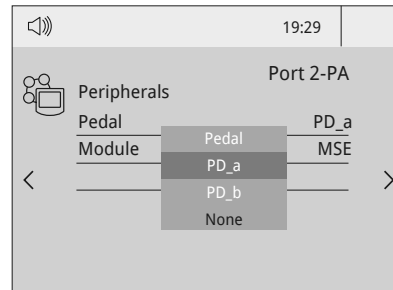 19:29
Port 2-PA
Peripherals
Pedal PD_a
Module MSE
Pedal
PD_a
PD_b
None